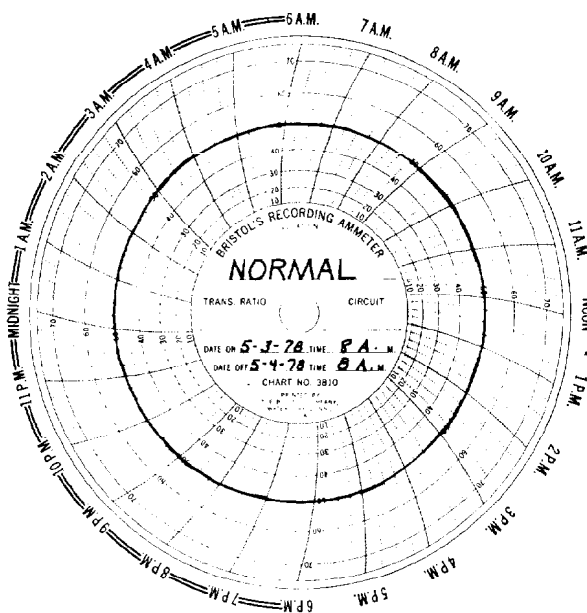 6 A.M.
7 A.M.
8 A.M.
9 A.M.
10 A.M.
11 A.M.
NOON
1 P.M.
2 P.M.
3 P.M.
4 P.M.
5 P.M.
6 P.M.
7 P.M.
8 P.M.
9 P.M.
10 P.M.
11 P.M.
MIDNIGHT
1 A.M.
2 A.M.
3 A.M.
4 A.M.
5 A.M.
BRISTOL'S RECORDING AMMETER
NORMAL
TRANS. RATIO CIRCUIT
DATE ON 5-3-78 TIME 8 A. M.
DATE OFF 5-4-78 TIME 8 A. M.
CHART NO. 3810
PRINTED BY